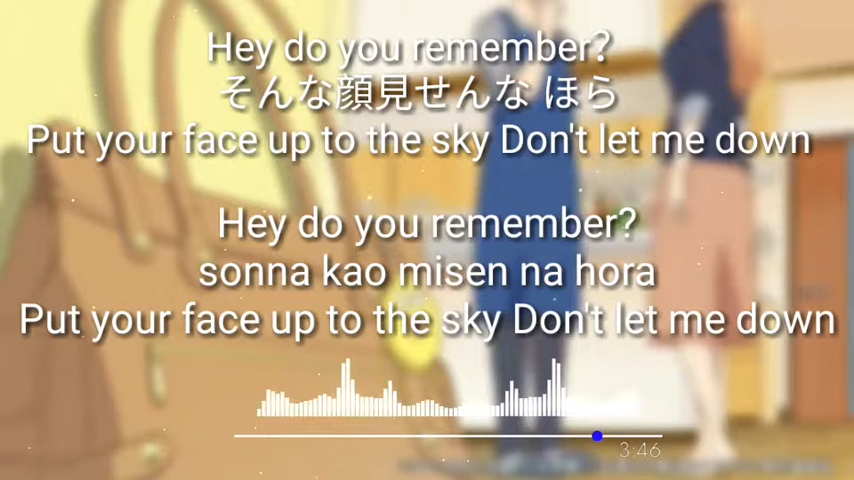 Hey do you remember?
そんな顔見せんな ほら
Put your face up to the sky Don't let me down
Hey do you remember?
sonna kao misen na hora
Put your face up to the sky Don't let me down
3:46